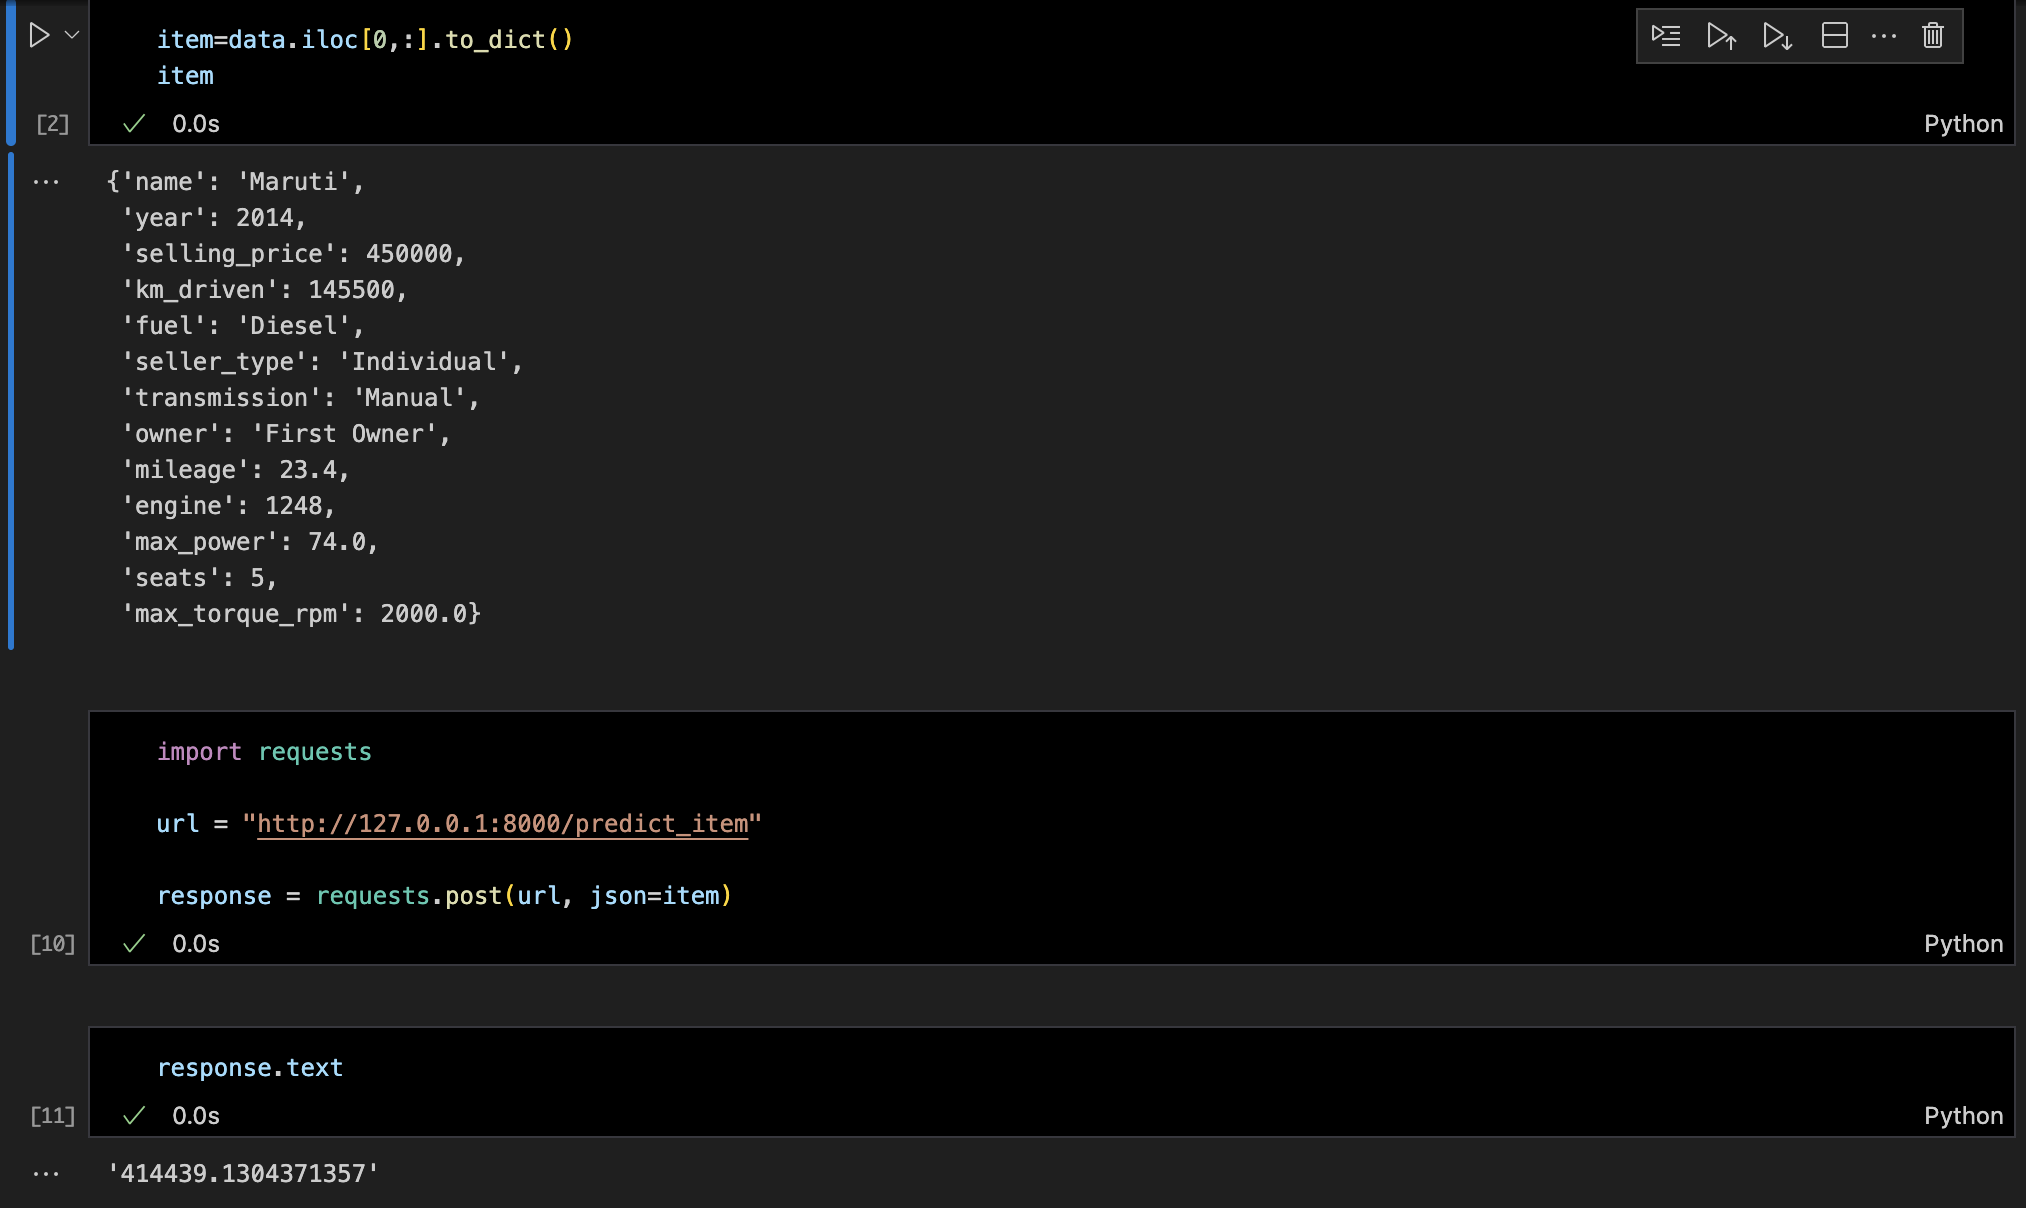 item=data.iloc[0,:].to_dict()
item
[2]
0.0s
Python
{'name': 'Maruti',
 'year': 2014,
 'selling_price': 450000,
 'km_driven': 145500,
 'fuel': 'Diesel',
 'seller_type': 'Individual',
 'transmission': 'Manual',
 'owner': 'First Owner',
 'mileage': 23.4,
 'engine': 1248,
 'max_power': 74.0,
 'seats': 5,
 'max_torque_rpm': 2000.0}
import requests
url = "http://127.0.0.1:8000/predict_item"
response = requests.post(url, json=item)
[10]
0.0s
Python
response.text
[11]
0.0s
Python
'414439.1304371357'